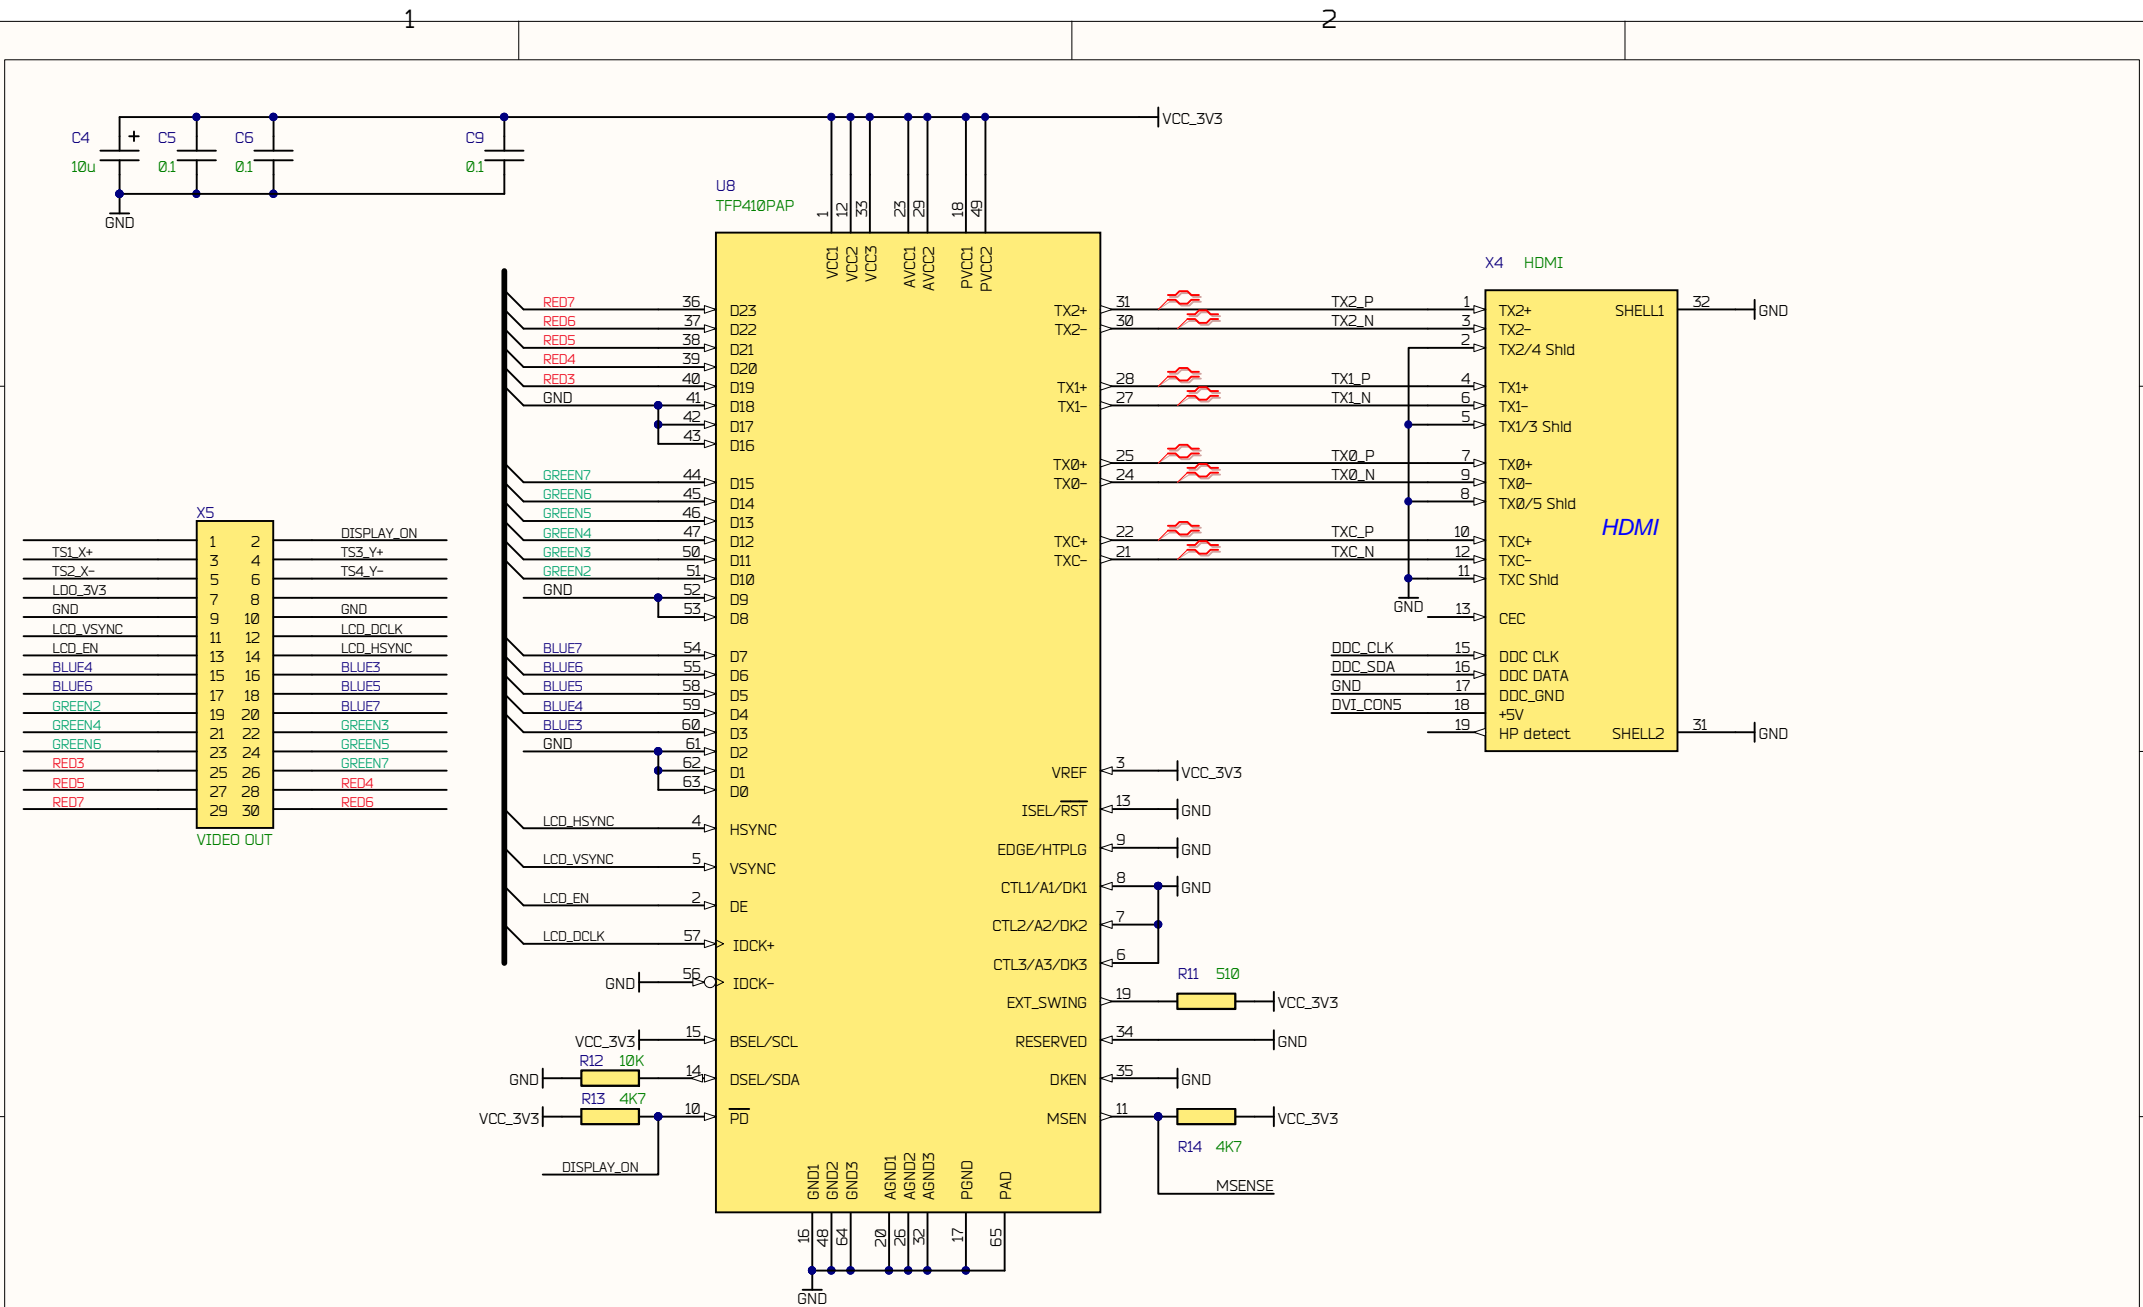 1 2
VCC_3V3
C4 + C5 C6 C9
10u 0.1 0.1 0.1
GND
U8
TFP410PAP
1 12 33 23 29 18 49
VCC1 VCC2 VCC3 AVCC1 AVCC2 PVCC1 PVCC2
RED7 36 D23
RED6 37 D22
RED5 38 D21
RED4 39 D20
RED3 40 D19
GND 41 D18
42 D17
43 D16
GREEN7 44 D15
GREEN6 45 D14
GREEN5 46 D13
GREEN4 47 D12
GREEN3 50 D11
GREEN2 51 D10
GND 52 D9
53 D8
BLUE7 54 D7
BLUE6 55 D6
BLUE5 58 D5
BLUE4 59 D4
BLUE3 60 D3
GND 61 D2
62 D1
63 D0
LCD_HSYNC 4 HSYNC
LCD_VSYNC 5 VSYNC
LCD_EN 2 DE
LCD_DCLK 57 IDCK+
GND 56 IDCK-
VCC_3V3 15 BSEL/SCL
R12 10K
GND 14 DSEL/SDA
R13 4K7
VCC_3V3 10 PD
DISPLAY_ON
TX2+ 31 TX2_P
TX2- 30 TX2_N
TX1+ 28 TX1_P
TX1- 27 TX1_N
TX0+ 25 TX0_P
TX0- 24 TX0_N
TXC+ 22 TXC_P
TXC- 21 TXC_N
VREF 3 VCC_3V3
ISEL/RST 13 GND
EDGE/HTPLG 9 GND
CTL1/A1/DK1 8 GND
CTL2/A2/DK2 7
CTL3/A3/DK3 6
R11 510
EXT_SWING 19 VCC_3V3
RESERVED 34 GND
DKEN 35 GND
MSEN 11 VCC_3V3
R14 4K7
MSENSE
GND1 GND2 GND3 AGND1 AGND2 AGND3 PGND PAD
16 48 64 20 26 32 17 65
GND
X4 HDMI
1 TX2+ SHELL1 32 GND
3 TX2-
2 TX2/4 Shld
4 TX1+
6 TX1-
5 TX1/3 Shld
7 TX0+
9 TX0-
8 TX0/5 Shld
HDMI
10 TXC+
12 TXC-
11 TXC Shld
GND
13 CEC
DDC_CLK 15 DDC CLK
DDC_SDA 16 DDC DATA
GND 17 DDC_GND
DVI_CON5 18 +5V
19 HP detect SHELL2 31 GND
X5
1 2 DISPLAY_ON
TS1_X+ 3 4 TS3_Y+
TS2_X- 5 6 TS4_Y-
LDO_3V3 7 8
GND 9 10 GND
LCD_VSYNC 11 12 LCD_DCLK
LCD_EN 13 14 LCD_HSYNC
BLUE4 15 16 BLUE3
BLUE6 17 18 BLUE5
GREEN2 19 20 BLUE7
GREEN4 21 22 GREEN3
GREEN6 23 24 GREEN5
RED3 25 26 GREEN7
RED5 27 28 RED4
RED7 29 30 RED6
VIDEO OUT